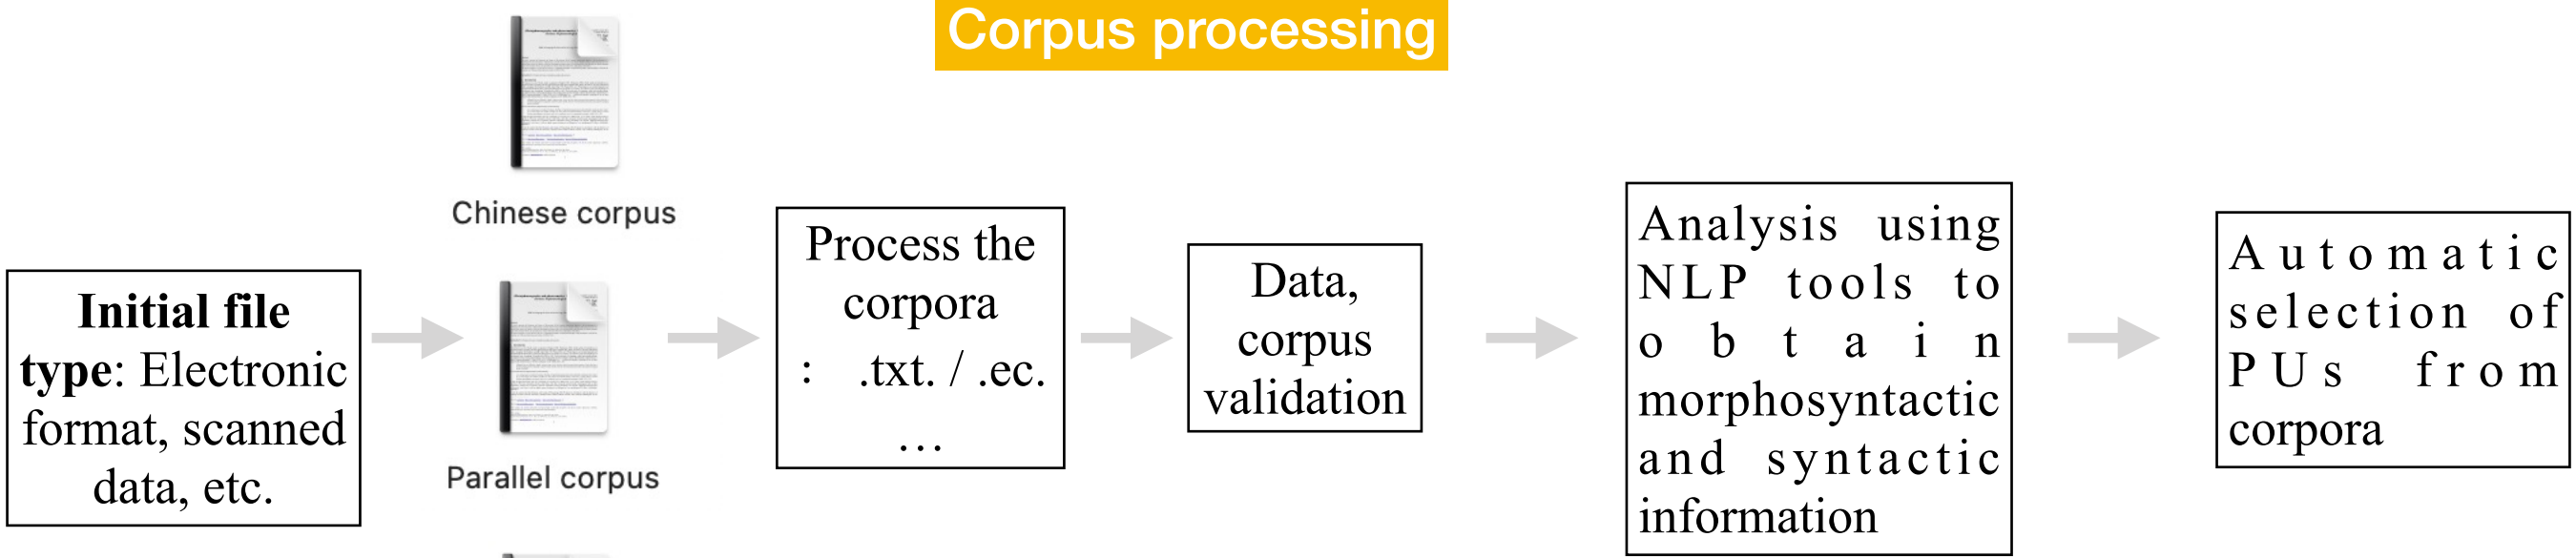 Corpus processing
Initial file
type: Electronic
format, scanned
data, etc.
Chinese corpus
Parallel corpus
Process the
corpora
: .txt. / .ec.
…
Data,
corpus
validation
Analysis using
NLP tools to
obtain
morphosyntactic
and syntactic
information
Automatic
selection of
PUs from
corpora